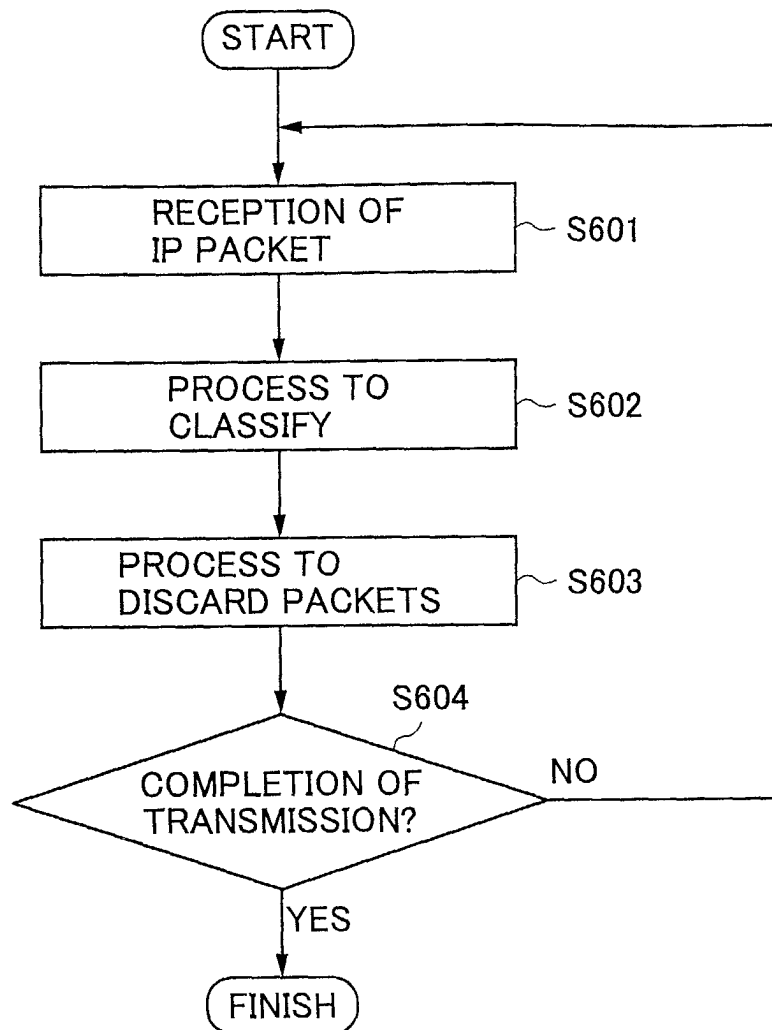 START
RECEPTION OF
IP PACKET
S601
PROCESS TO
CLASSIFY
S602
PROCESS TO
DISCARD PACKETS
S603
S604
COMPLETION OF
TRANSMISSION?
NO
YES
FINISH